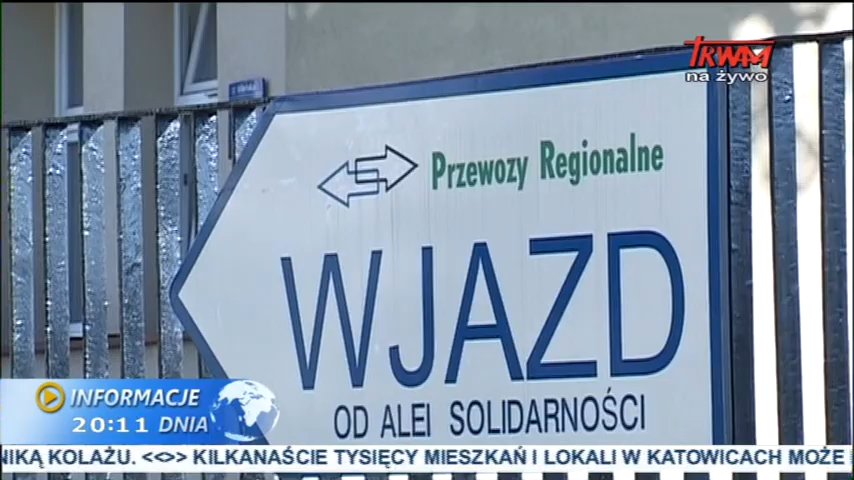 TRWAM
na żywo
Przewozy Regionalne
WJAZD
OD ALEI SOLIDARNOŚCI
INFORMACJE
20:11 DNIA
NIKĄ KOLAŻU. <<>> KILKANAŚCIE TYSIĘCY MIESZKAŃ I LOKALI W KATOWICACH MOŻE